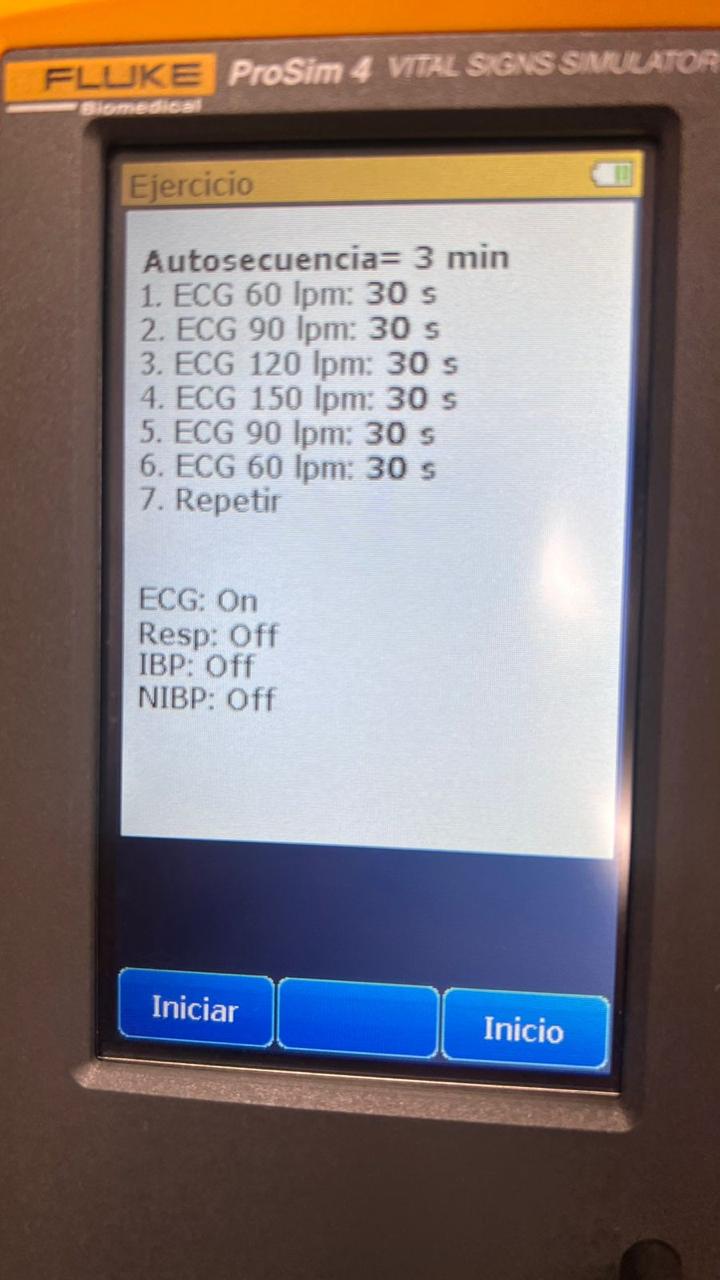 FLUKE ProSim 4 VITAL SIGNS SIMULATOR
Biomedical
Ejercicio
Autosecuencia= 3 min
1. ECG 60 lpm: 30 s
2. ECG 90 lpm: 30 s
3. ECG 120 lpm: 30 s
4. ECG 150 lpm: 30 s
5. ECG 90 lpm: 30 s
6. ECG 60 lpm: 30 s
7. Repetir
ECG: On
Resp: Off
IBP: Off
NIBP: Off
Iniciar
Inicio